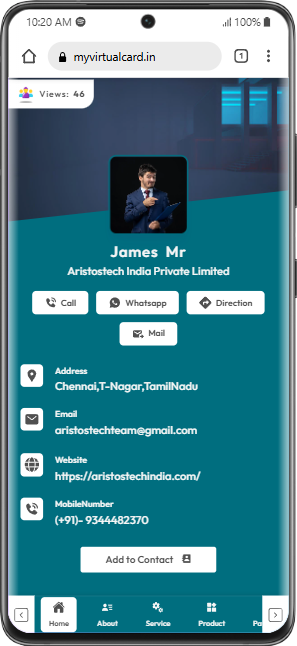 10:20 AM
100%
myvirtualcard.in
1
Views: 46
James Mr
Aristostech India Private Limited
Call
Whatsapp
Direction
Mail
Address
Chennai,T-Nagar,TamilNadu
Email
aristostechteam@gmail.com
Website
https://aristostechindia.com/
MobileNumber
(+91)- 9344482370
Add to Contact
Home
About
Service
Product
Pa